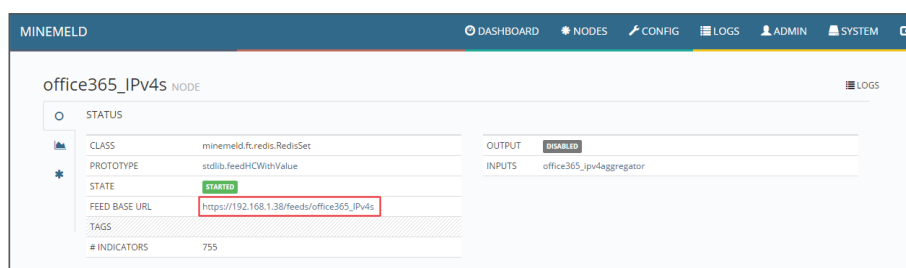 MINEMELD DASHBOARD NODES CONFIG LOGS ADMIN SYSTEM
office365_IPv4s NODE LOGS
STATUS
CLASS minemeld.ft.redis.RedisSet OUTPUT DISABLED
PROTOTYPE stdlib.feedHCWithValue INPUTS office365_ipv4aggregator
STATE STARTED
FEED BASE URL https://192.168.1.38/feeds/office365_IPv4s
TAGS
# INDICATORS 755